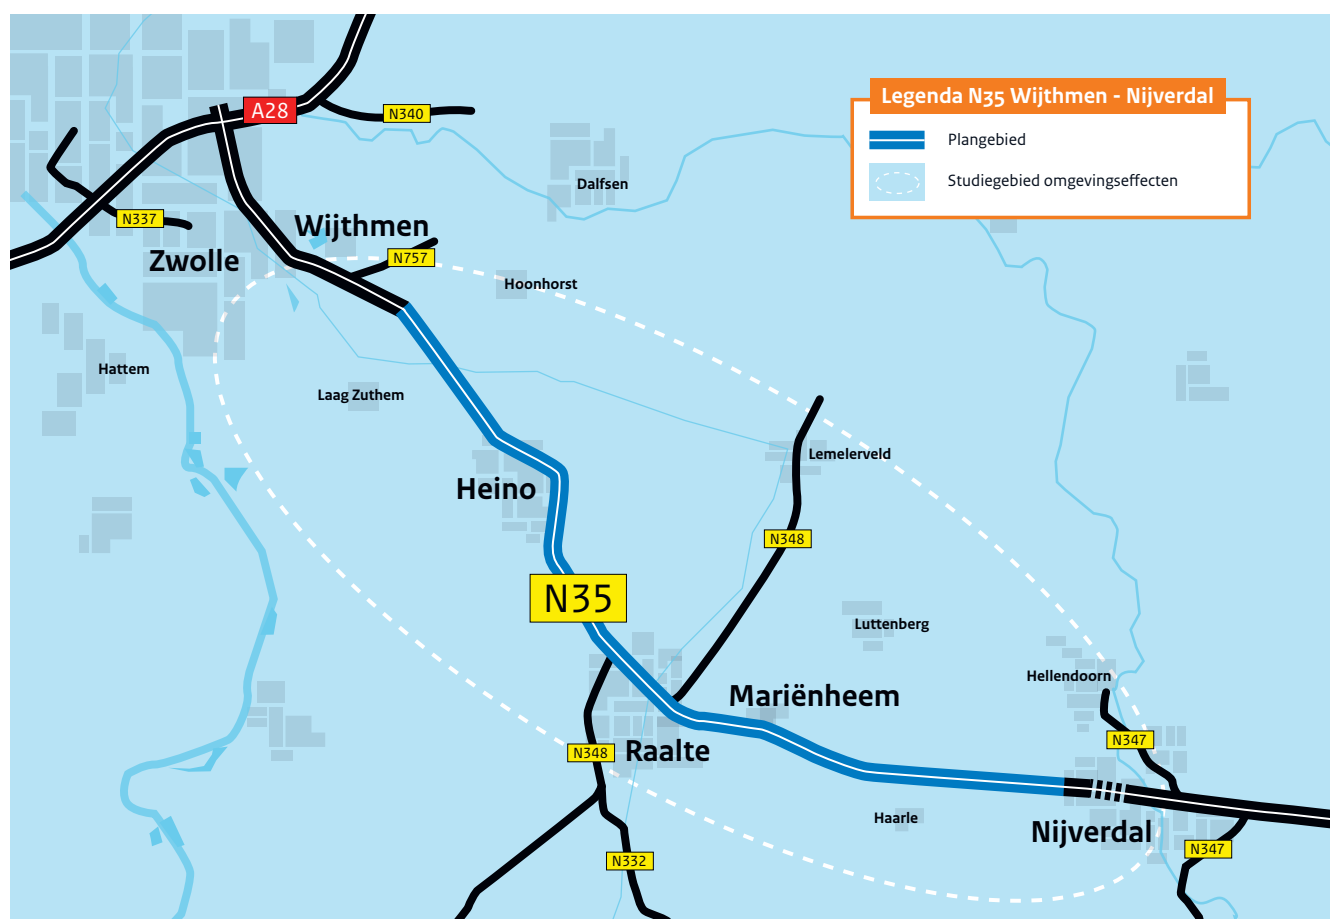 Legenda N35 Wijthmen - Nijverdal
Plangebied
Studiegebied omgevingseffecten
A28
N340
Dalfsen
N337
Wijthmen
Zwolle
N757
Hoonhorst
Hattem
Laag Zuthem
Lemelerveld
Heino
N348
N35
Luttenberg
Hellendoorn
Mariënheem
N347
Raalte
N348
Haarle
Nijverdal
N347
N332